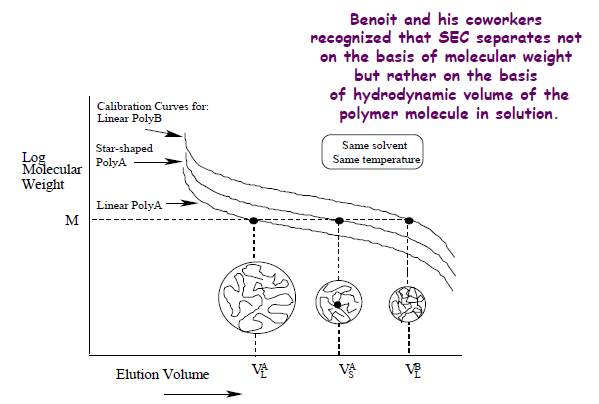 Benoit and his coworkers
recognized that SEC separates not
on the basis of molecular weight
but rather on the basis
of hydrodynamic volume of the
polymer molecule in solution.
Calibration Curves for:
Linear PolyB
Star-shaped
PolyA
Linear PolyA
Same solvent
Same temperature
Log
Molecular
Weight
M
V_L^A
V_S^A
V_L^B
Elution Volume